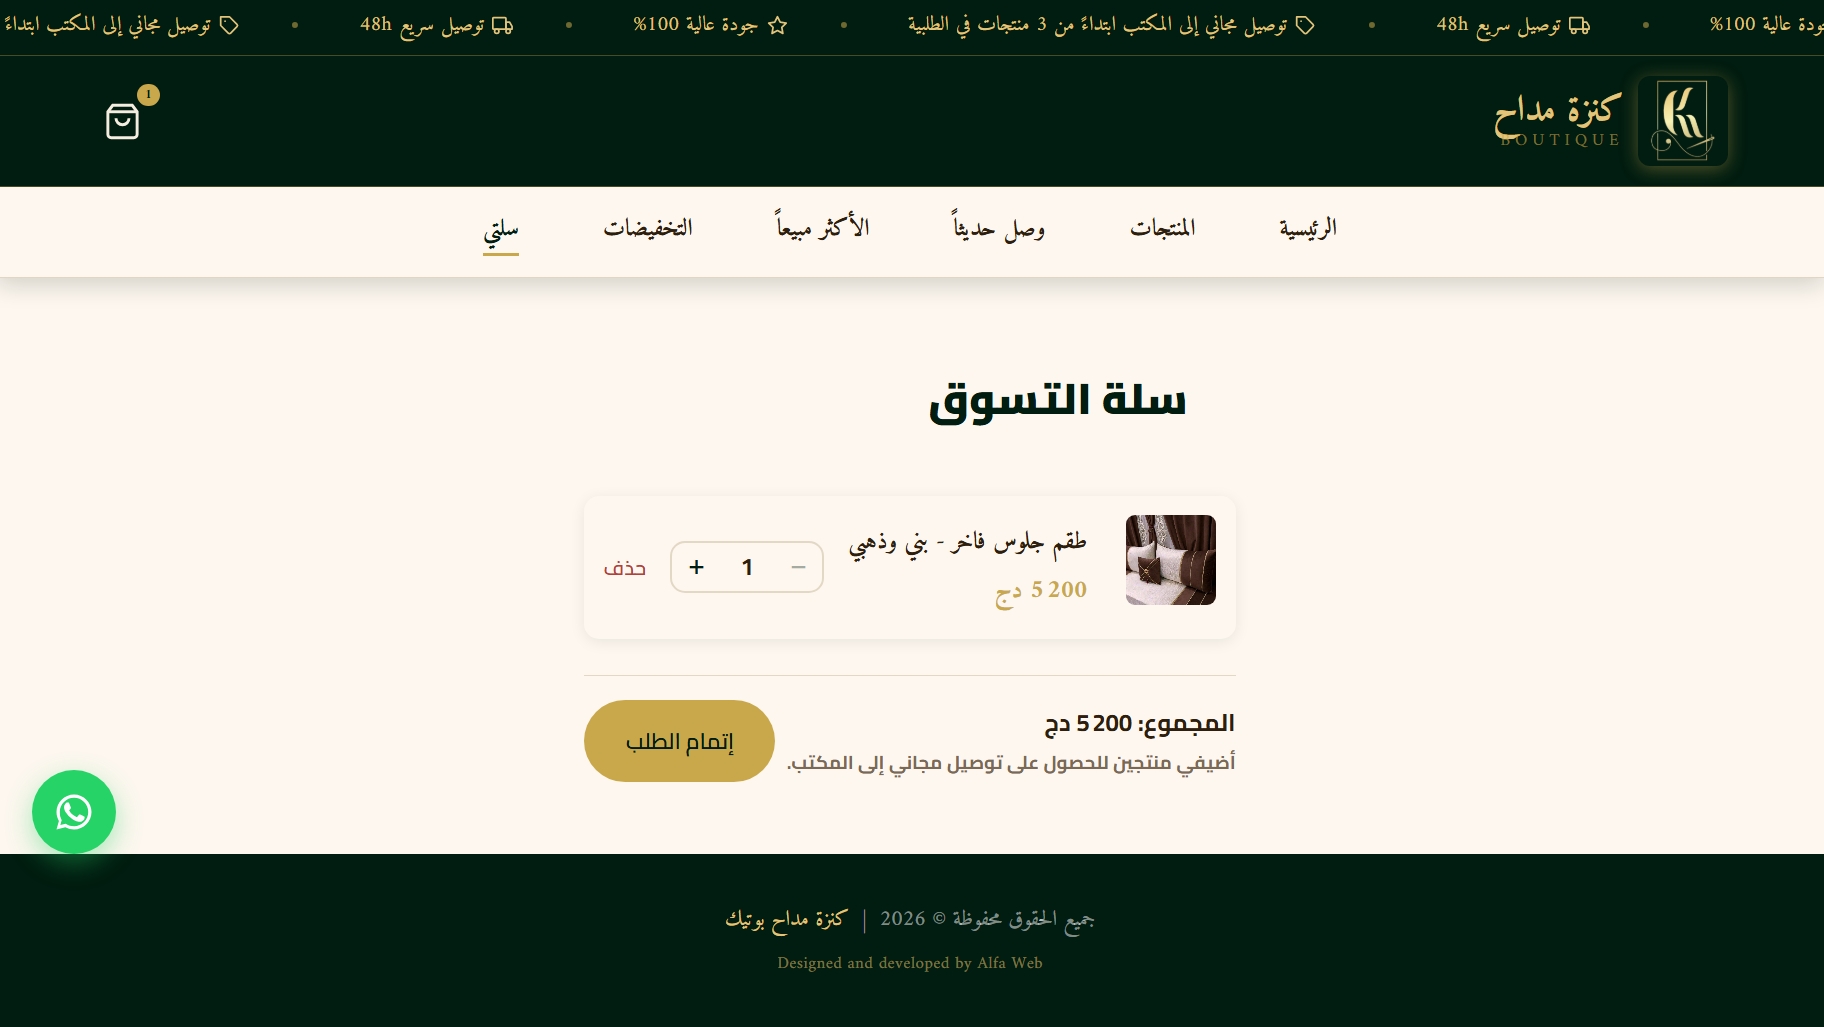 جودة عالية 100% • توصيل سريع 48h • توصيل مجاني إلى المكتب ابتداءً من 3 منتجات في الطلبية • جودة عالية 100% • توصيل سريع 48h • توصيل مجاني إلى المكتب ابتداءً
كنزة مداح
BOUTIQUE
1
الرئيسية المنتجات وصل حديثاً الأكثر مبيعاً التخفيضات سلتي
سلة التسوق
طقم جلوس فاخر - بني وذهبي
5 200 دج
− 1 +
حذف
المجموع: 5 200 دج
أضيفي منتجين للحصول على توصيل مجاني إلى المكتب.
إتمام الطلب
جميع الحقوق محفوظة © 2026 | كنزة مداح بوتيك
Designed and developed by Alfa Web